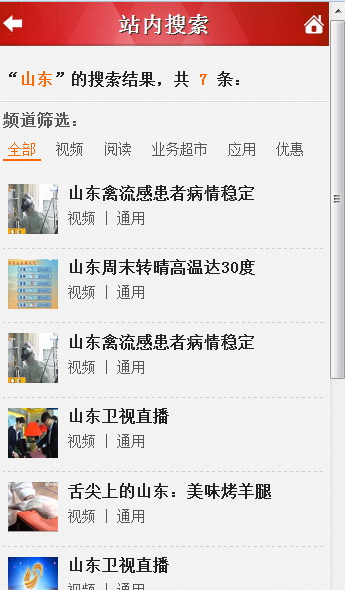 站内搜索
“山东”的搜索结果，共 7 条：
频道筛选：
全部 视频 阅读 业务超市 应用 优惠
山东禽流感患者病情稳定
视频 | 通用
山东周末转晴高温达30度
视频 | 通用
山东禽流感患者病情稳定
视频 | 通用
山东卫视直播
视频 | 通用
舌尖上的山东：美味烤羊腿
视频 | 通用
山东卫视直播
视频 | 通用